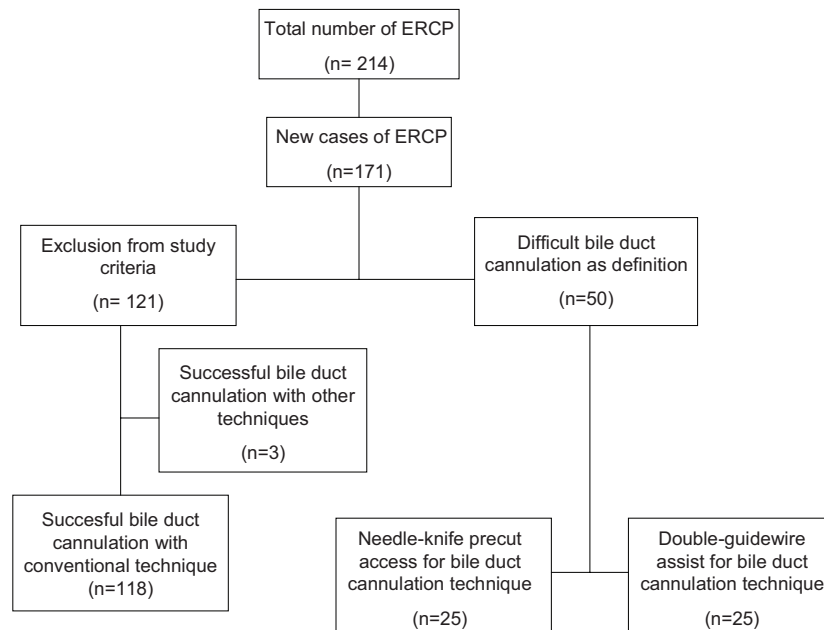 Total number of ERCP
(n= 214)
New cases of ERCP
(n=171)
Exclusion from study
criteria
(n= 121)
Difficult bile duct
cannulation as definition
(n=50)
Successful bile duct
cannulation with other
techniques
(n=3)
Succesful bile duct
cannulation with
conventional technique
(n=118)
Needle-knife precut
access for bile duct
cannulation technique
(n=25)
Double-guidewire
assist for bile duct
cannulation technique
(n=25)